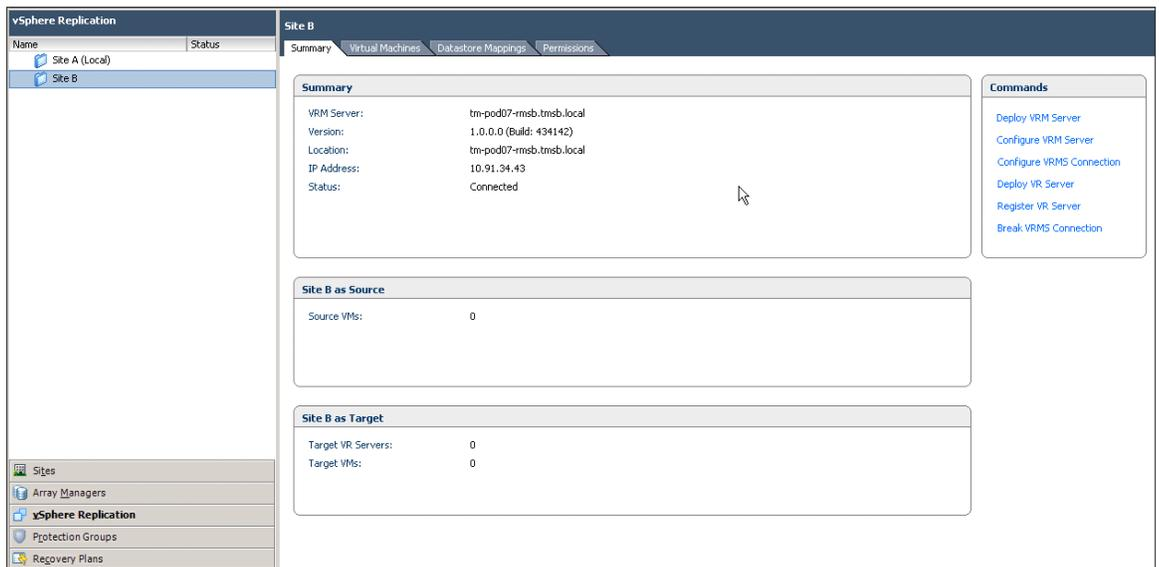 vSphere Replication
Name Status
Site A (Local)
Site B
Sites
Array Managers
vSphere Replication
Protection Groups
Recovery Plans
Site B
Summary Virtual Machines Datastore Mappings Permissions
Summary
VRM Server: tm-pod07-rmsb.tmsb.local
Version: 1.0.0.0 (Build: 434142)
Location: tm-pod07-rmsb.tmsb.local
IP Address: 10.91.34.43
Status: Connected
Site B as Source
Source VMs: 0
Site B as Target
Target VR Servers: 0
Target VMs: 0
Commands
Deploy VRM Server
Configure VRM Server
Configure VRMS Connection
Deploy VR Server
Register VR Server
Break VRMS Connection